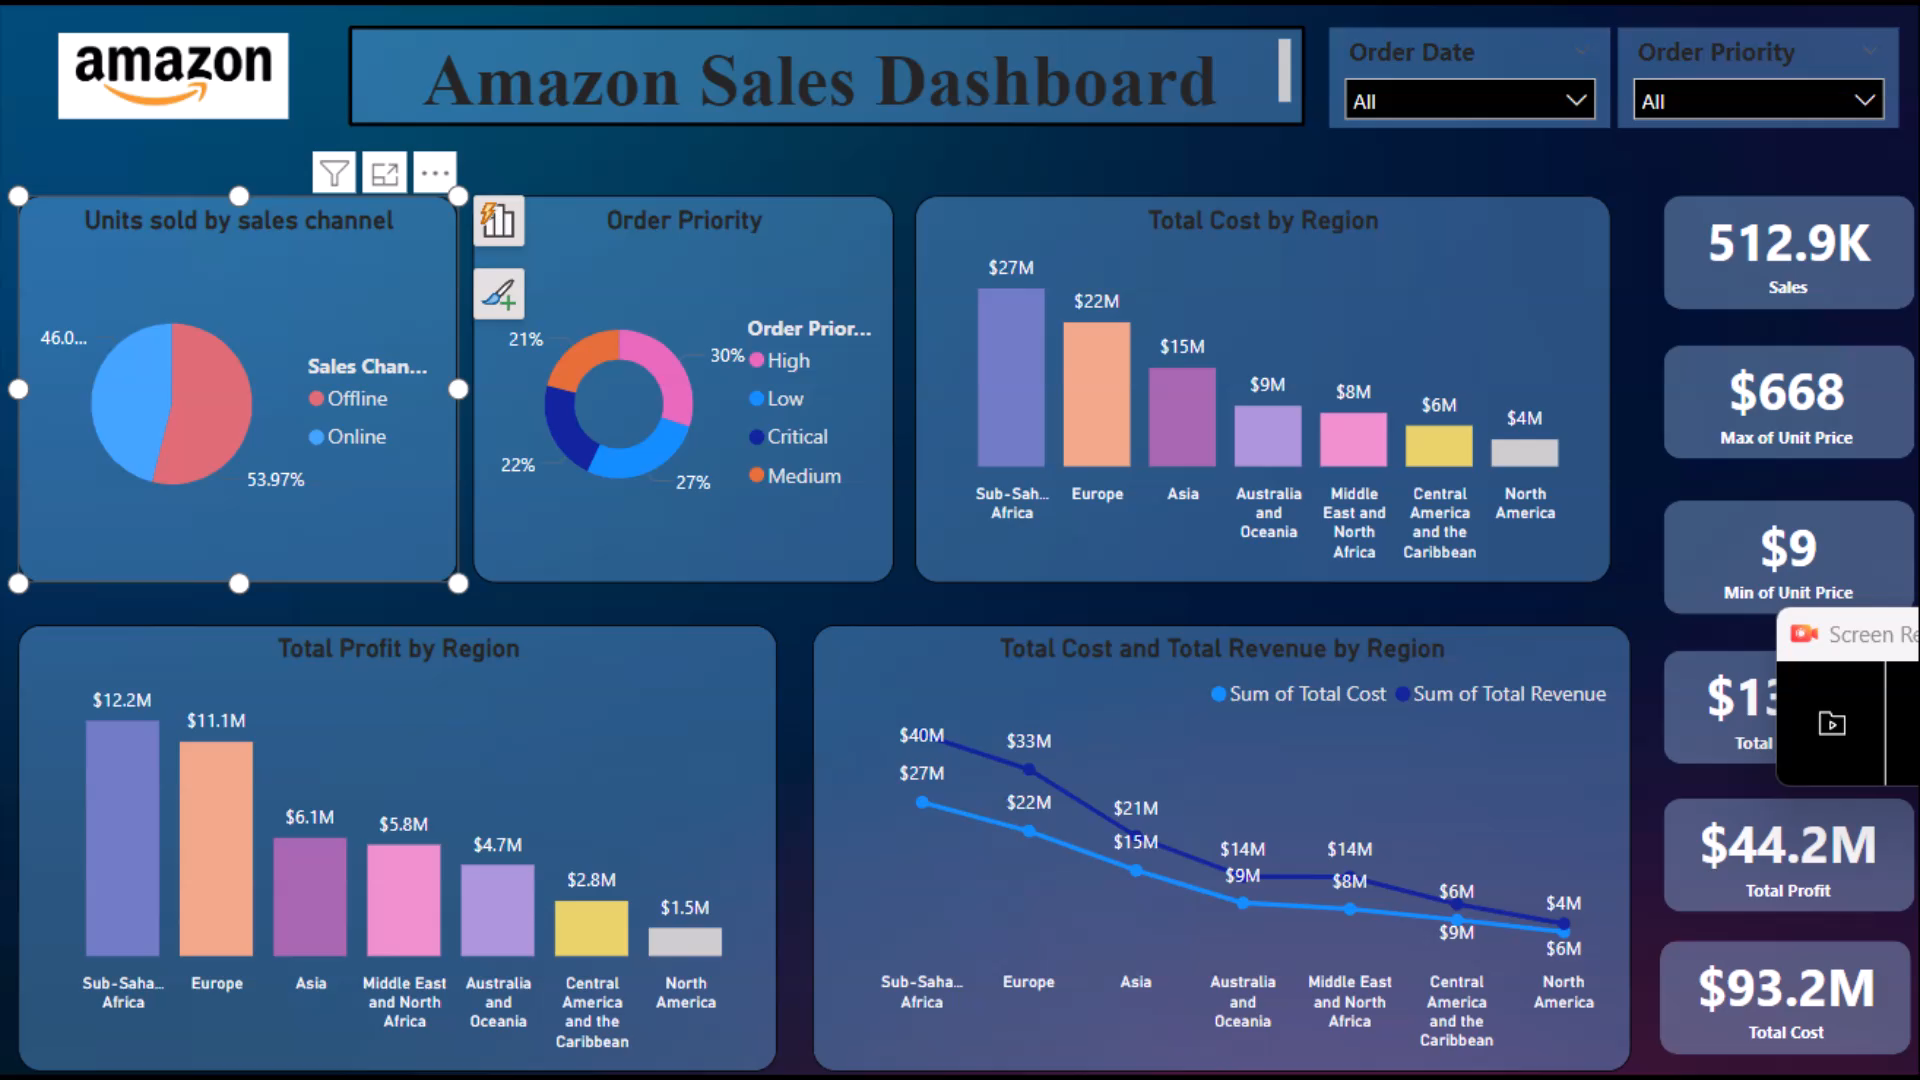 amazon
Amazon Sales Dashboard
Order Date
All
Order Priority
All
Units sold by sales channel
46.0...
53.97%
Sales Chan...
Offline
Online
Order Priority
21%
30%
22%
27%
Order Prior...
High
Low
Critical
Medium
Total Cost by Region
$27M
$22M
$15M
$9M
$8M
$6M
$4M
Sub-Sah...
Africa
Europe
Asia
Australia
and
Oceania
Middle
East and
North
Africa
Central
America
and the
Caribbean
North
America
512.9K
Sales
$668
Max of Unit Price
$9
Min of Unit Price
$13
Total
Screen Re
$44.2M
Total Profit
$93.2M
Total Cost
Total Profit by Region
$12.2M
$11.1M
$6.1M
$5.8M
$4.7M
$2.8M
$1.5M
Sub-Saha...
Africa
Europe
Asia
Middle East
and North
Africa
Australia
and
Oceania
Central
America
and the
Caribbean
North
America
Total Cost and Total Revenue by Region
Sum of Total Cost
Sum of Total Revenue
$40M
$33M
$27M
$22M
$21M
$15M
$14M
$14M
$9M
$8M
$6M
$4M
$9M
$6M
Sub-Saha...
Africa
Europe
Asia
Australia
and
Oceania
Middle East
and North
Africa
Central
America
and the
Caribbean
North
America